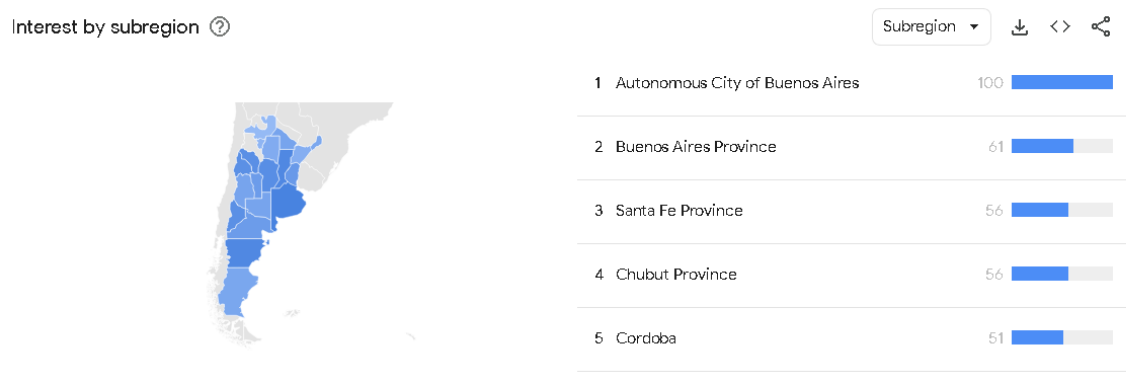 Interest by subregion
Subregion
1 Autonomous City of Buenos Aires 100
2 Buenos Aires Province 61
3 Santa Fe Province 56
4 Chubut Province 56
5 Cordoba 51